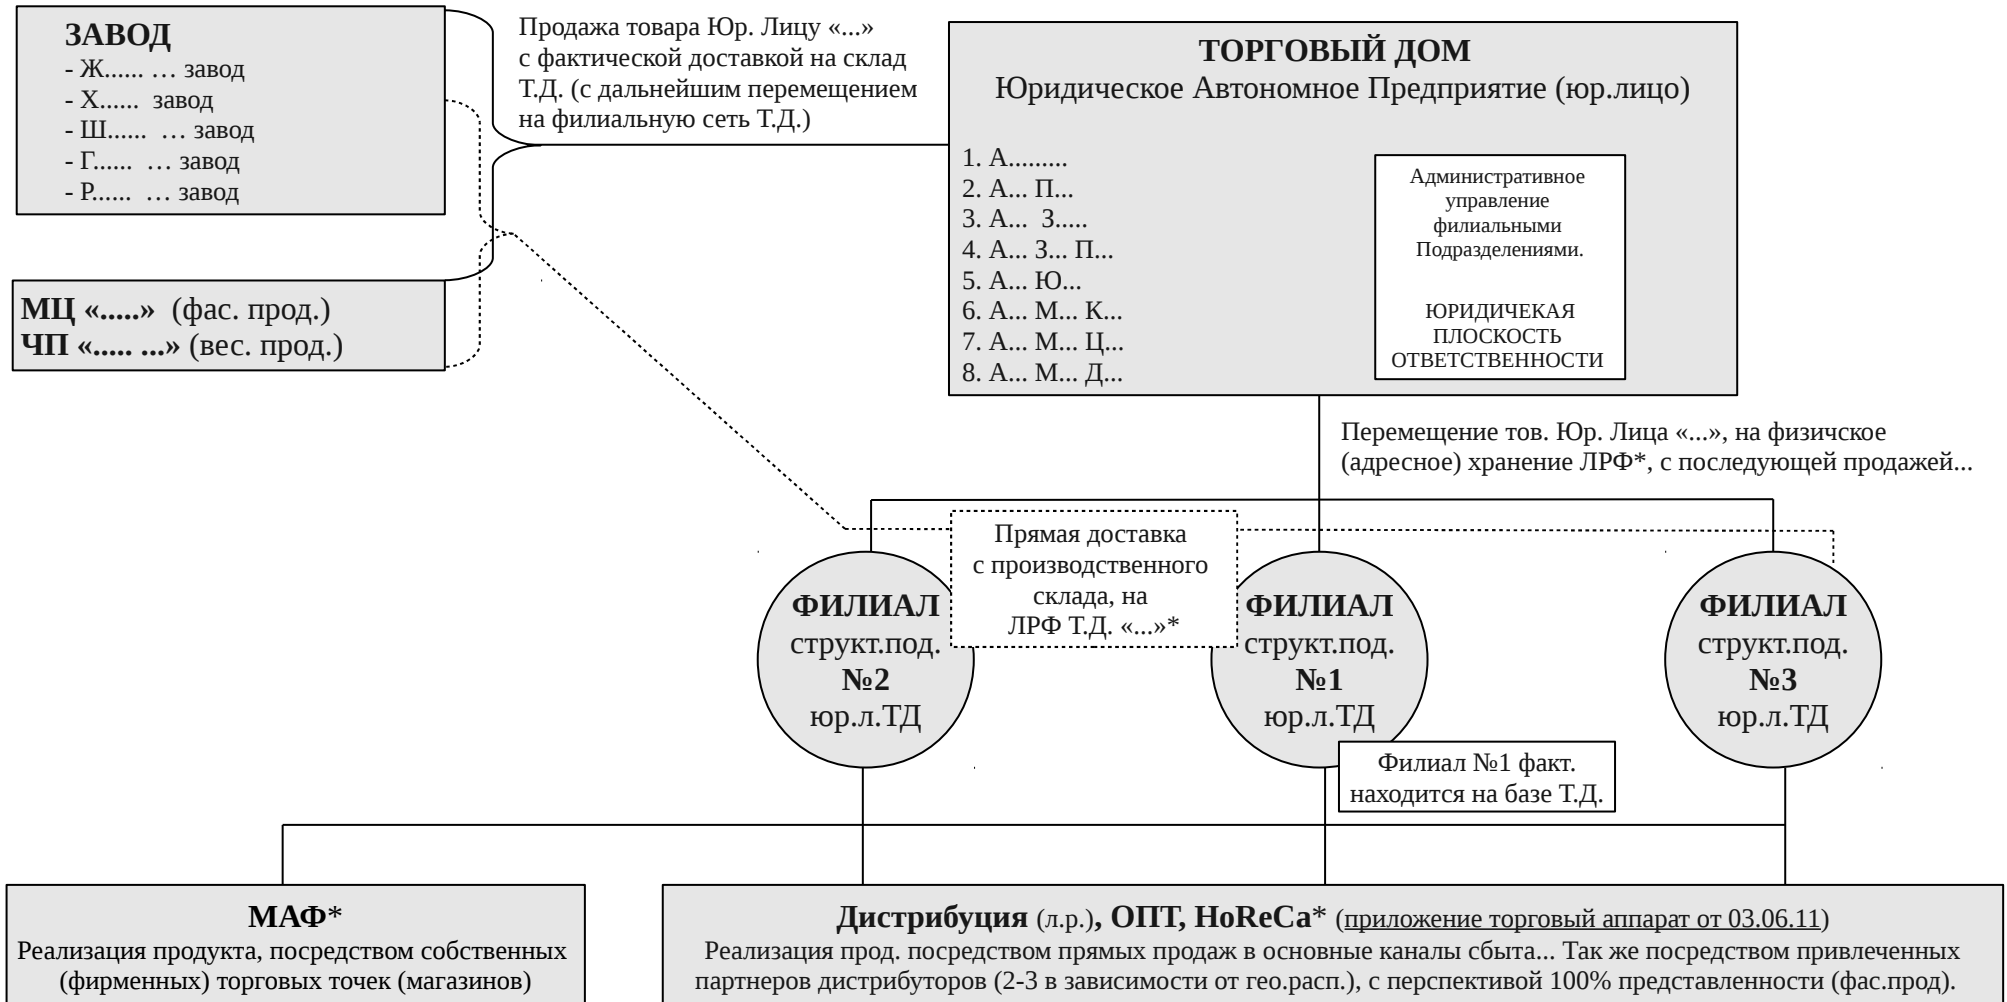 ЗАВОД
- Ж...... … завод
- Х...... завод
- Ш...... … завод
- Г...... … завод
- Р...... … завод
МЦ «.....» (фас. прод.)
ЧП «..... ...» (вес. прод.)
Продажа товара Юр. Лицу «...»
с фактической доставкой на склад
Т.Д. (с дальнейшим перемещением
на филиальную сеть Т.Д.)
ТОРГОВЫЙ ДОМ
Юридическое Автономное Предприятие (юр.лицо)
1. А.........
2. А... П...
3. А... З.....
4. А... З... П...
5. А... Ю...
6. А... М... К...
7. А... М... Ц...
8. А... М... Д...
Административное
управление
филиальными
Подразделениями.
ЮРИДИЧЕКАЯ
ПЛОСКОСТЬ
ОТВЕТСТВЕННОСТИ
Перемещение тов. Юр. Лица «...», на физичское
(адресное) хранение ЛРФ*, с последующей продажей...
Прямая доставка
с производственного
склада, на
ЛРФ Т.Д. «...»*
ФИЛИАЛ
структ.под.
№2
юр.л.ТД
ФИЛИАЛ
структ.под.
№1
юр.л.ТД
ФИЛИАЛ
структ.под.
№3
юр.л.ТД
Филиал №1 факт.
находится на базе Т.Д.
МАФ*
Реализация продукта, посредством собственных
(фирменных) торговых точек (магазинов)
Дистрибуция (л.р.), ОПТ, HoReCa* (приложение торговый аппарат от 03.06.11)
Реализация прод. посредством прямых продаж в основные каналы сбыта... Так же посредством привлеченных
партнеров дистрибуторов (2-3 в зависимости от гео.расп.), с перспективой 100% представленности (фас.прод).